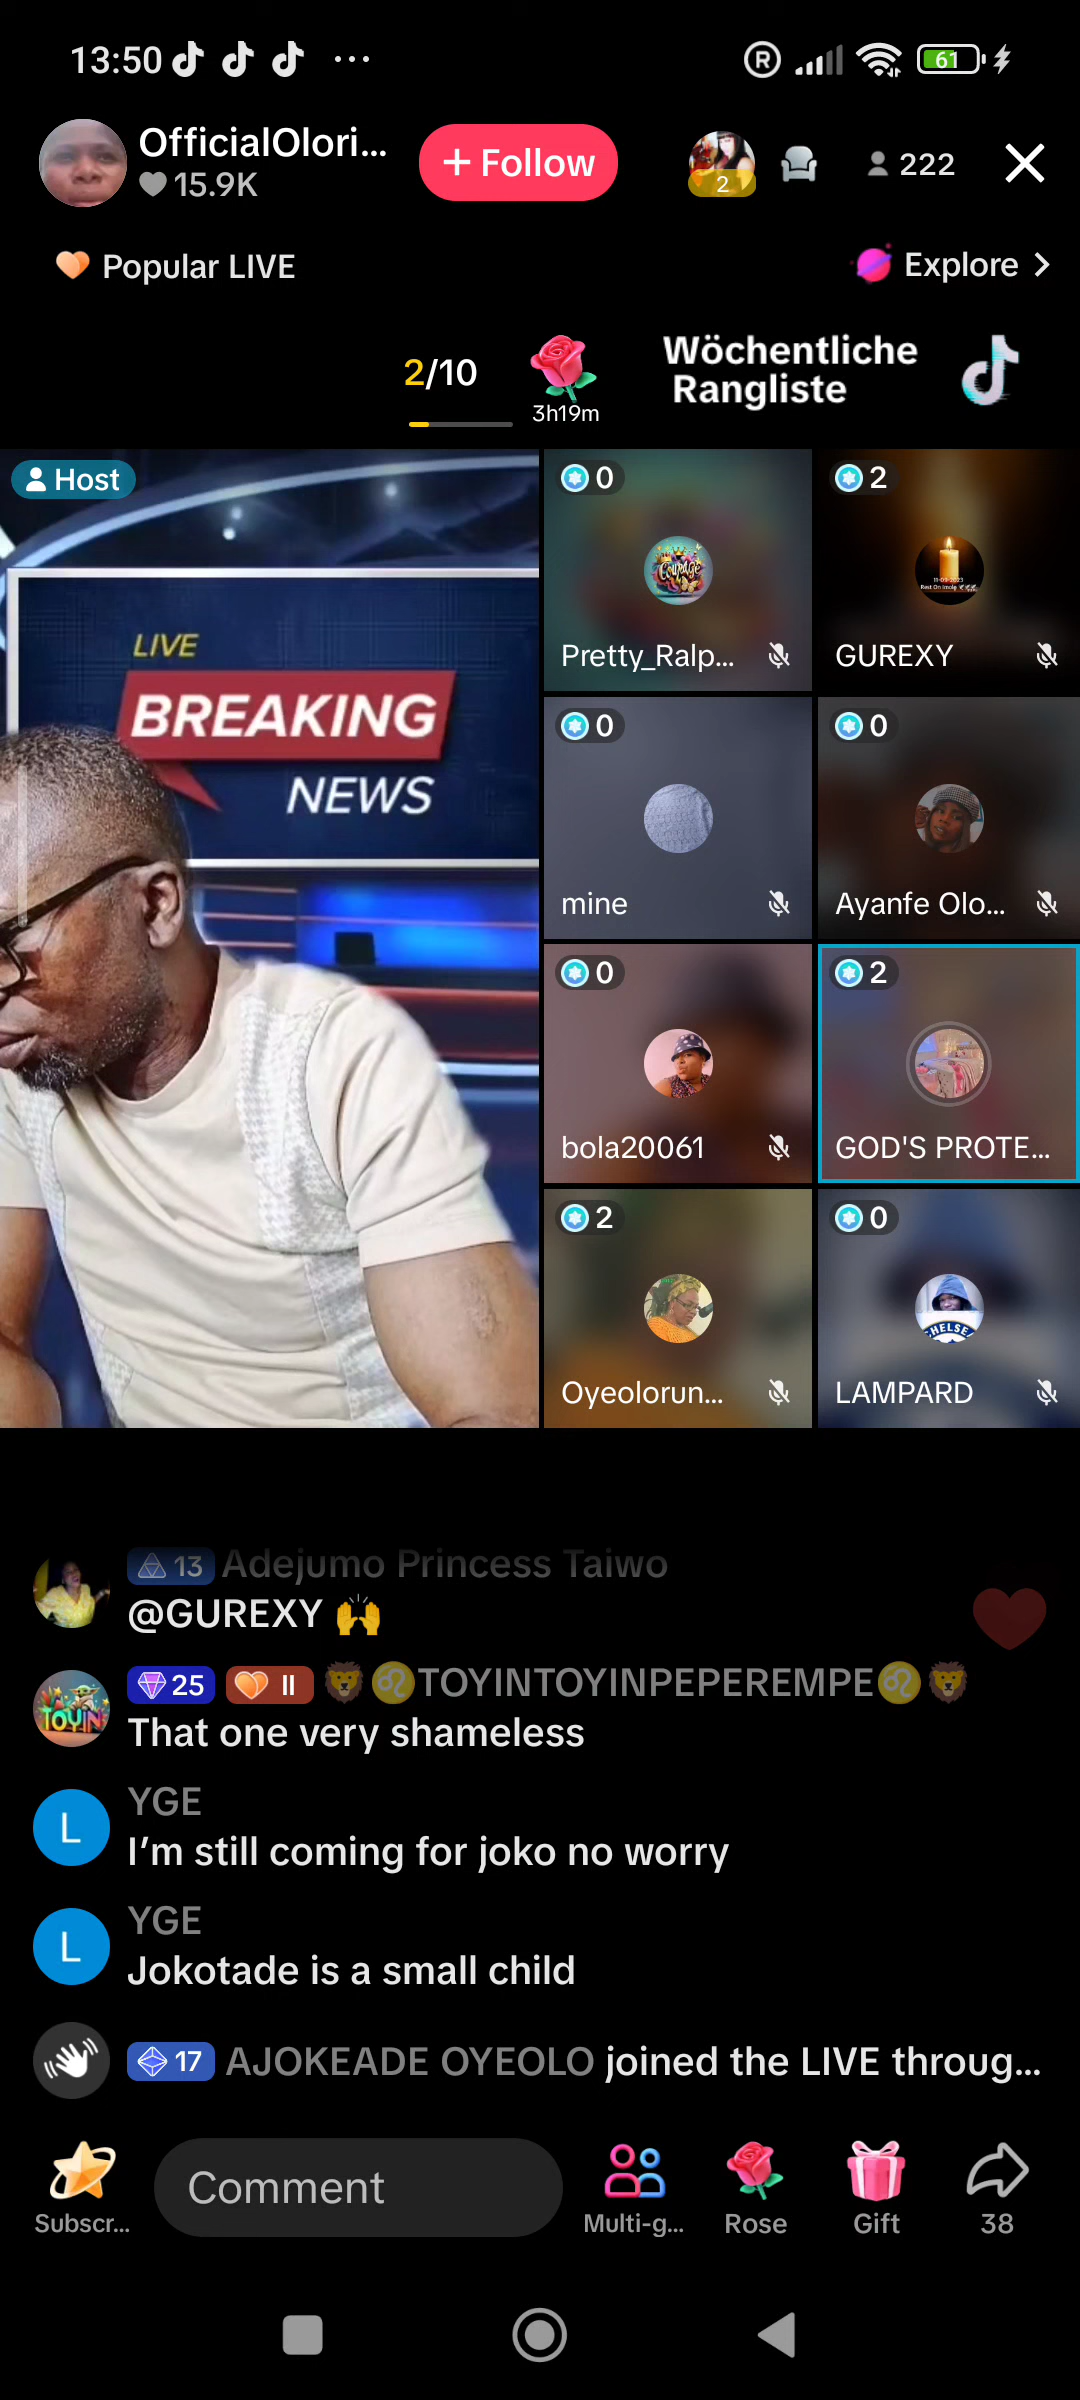 13:50
61
OfficialOlori...
15.9K
+ Follow
2
222
Popular LIVE
Explore
2/10
3h19m
Wöchentliche
Rangliste
Host
LIVE
BREAKING
NEWS
0
Pretty_Ralp...
2
GUREXY
0
mine
0
Ayanfe Olo...
0
bola20061
2
GOD'S PROTE...
2
Oyeolorun...
0
LAMPARD
13 Adejumo Princess Taiwo
@GUREXY 🙌
25 II 🦁♌TOYINTOYINPEPEREMPE♌🦁
That one very shameless
YGE
I'm still coming for joko no worry
YGE
Jokotade is a small child
17 AJOKEADE OYEOLO joined the LIVE throug...
Subscr...
Comment
Multi-g...
Rose
Gift
38